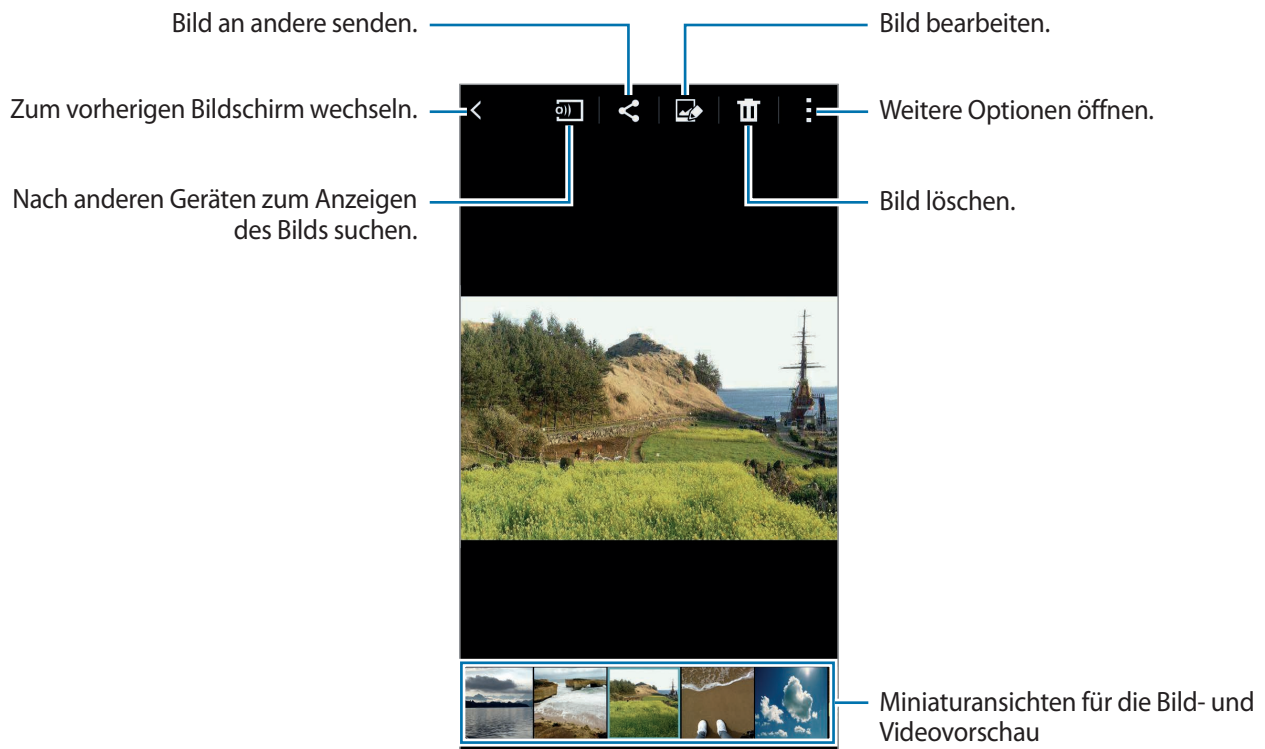 Bild an andere senden.
Bild bearbeiten.
Zum vorherigen Bildschirm wechseln.
Weitere Optionen öffnen.
Nach anderen Geräten zum Anzeigen
des Bilds suchen.
Bild löschen.
Miniaturansichten für die Bild- und
Videovorschau